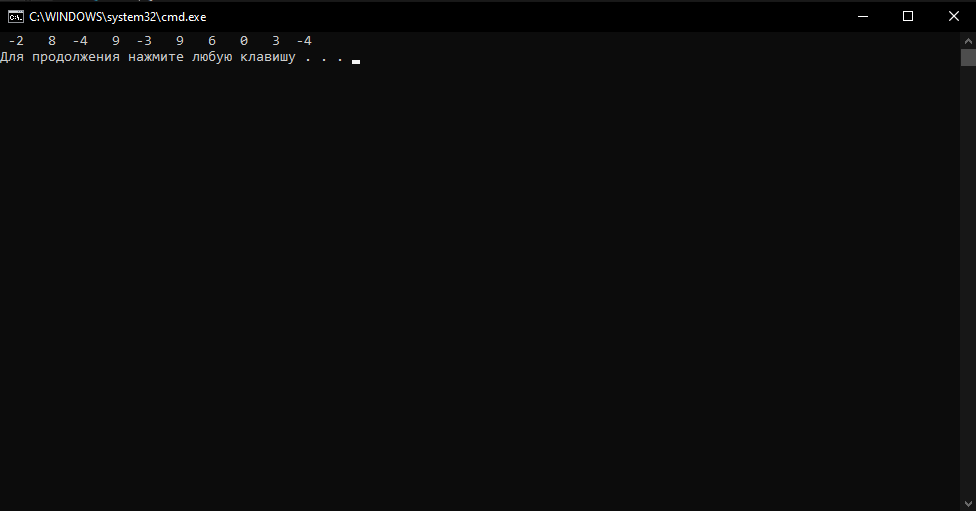 C:\WINDOWS\system32\cmd.exe
-2 8 -4 9 -3 9 6 0 3 -4
Для продолжения нажмите любую клавишу . . .